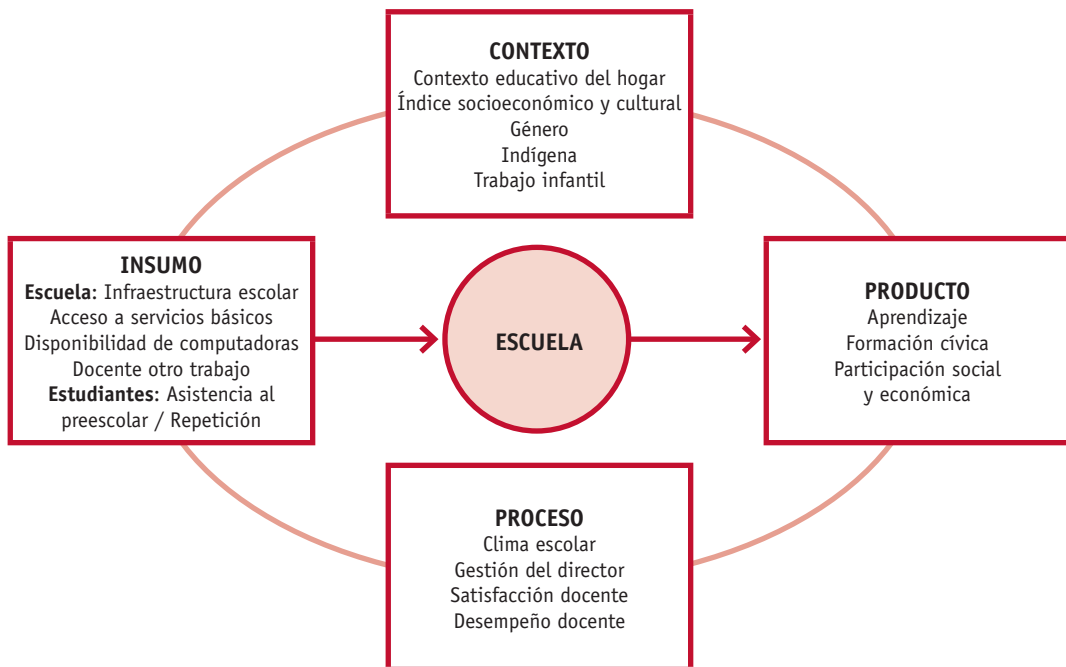 CONTEXTO
Contexto educativo del hogar
Índice socioeconómico y cultural
Género
Indígena
Trabajo infantil
INSUMO
Escuela: Infraestructura escolar
Acceso a servicios básicos
Disponibilidad de computadoras
Docente otro trabajo
Estudiantes: Asistencia al
preescolar / Repetición
ESCUELA
PRODUCTO
Aprendizaje
Formación cívica
Participación social
y económica
PROCESO
Clima escolar
Gestión del director
Satisfacción docente
Desempeño docente